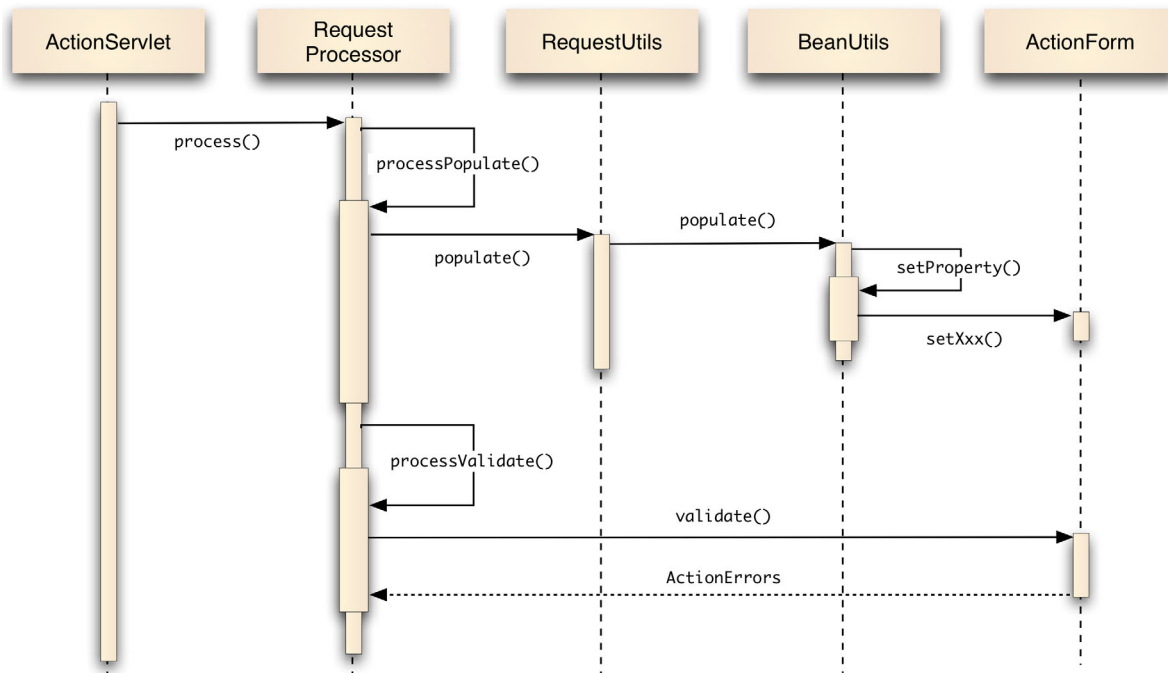 ActionServlet
Request
Processor
RequestUtils
BeanUtils
ActionForm
process()
processPopulate()
populate()
populate()
setProperty()
setXxx()
processValidate()
validate()
ActionErrors